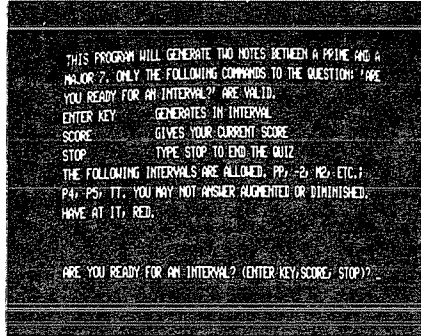 THIS PROGRAM WILL GENERATE TWO NOTES BETWEEN A PRIME AND A
MAJOR 7. ONLY THE FOLLOWING COMMANDS TO THE QUESTION: 'ARE
YOU READY FOR AN INTERVAL?' ARE VALID.
ENTER KEY GENERATES IN INTERVAL
SCORE GIVES YOUR CURRENT SCORE
STOP TYPE STOP TO END THE QUIZ
THE FOLLOWING INTERVALS ARE ALLOWED. PP, -2, M2, ETC.;
P4, P5, TT. YOU MAY NOT ANSWER AUGMENTED OR DIMINISHED.
HAVE AT IT, RED.
ARE YOU READY FOR AN INTERVAL? (ENTER KEY,SCORE, STOP)? _